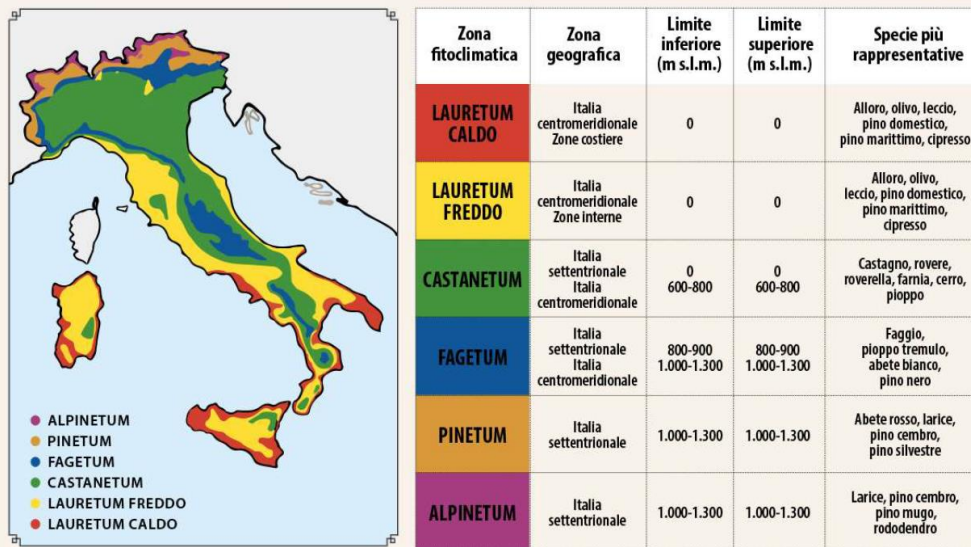 ALPINETUM
PINETUM
FAGETUM
CASTANETUM
LAURETUM FREDDO
LAURETUM CALDO
Zona
fitoclimatica
Zona
geografica
Limite
inferiore
(m s.l.m.)
Limite
superiore
(m s.l.m.)
Specie più
rappresentative
LAURETUM
CALDO
Italia
centromeridionale
Zone costiere
0
0
Alloro, olivo, leccio,
pino domestico,
pino marittimo, cipresso
LAURETUM
FREDDO
Italia
centromeridionale
Zone interne
0
0
Alloro, olivo,
leccio, pino domestico,
pino marittimo,
cipresso
CASTANETUM
Italia
settentrionale
Italia
centromeridionale
0
600-800
0
600-800
Castagno, rovere,
roverella, farnia, cerro,
pioppo
FAGETUM
Italia
settentrionale
Italia
centromeridionale
800-900
1.000-1.300
800-900
1.000-1.300
Faggio,
pioppo tremulo,
abete bianco,
pino nero
PINETUM
Italia
settentrionale
1.000-1.300
1.000-1.300
Abete rosso, larice,
pino cembro,
pino silvestre
ALPINETUM
Italia
settentrionale
1.000-1.300
1.000-1.300
Larice, pino cembro,
pino mugo,
rododendro